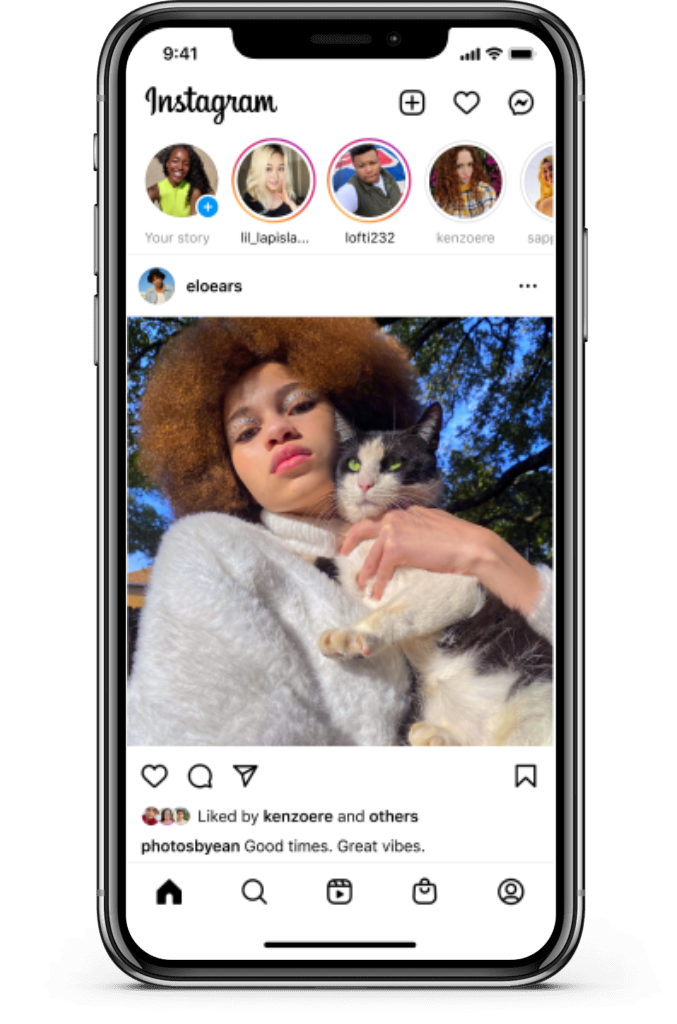 9:41
Instagram
Your story lil_lapisla... lofti232 kenzoere sapp
eloears
Liked by kenzoere and others
photosbyean Good times. Great vibes.